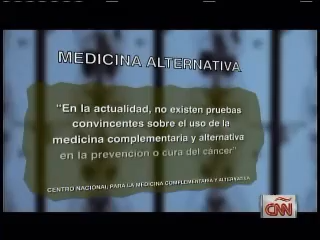 MEDICINA ALTERNATIVA
“En la actualidad, no existen pruebas
convincentes sobre el uso de la
medicina complementaria y alternativa
en la prevencion o cura del cáncer”
CENTRO NACIONAL PARA LA MEDICINA COMPLEMENTARIA Y ALTERNATIVA
CNN